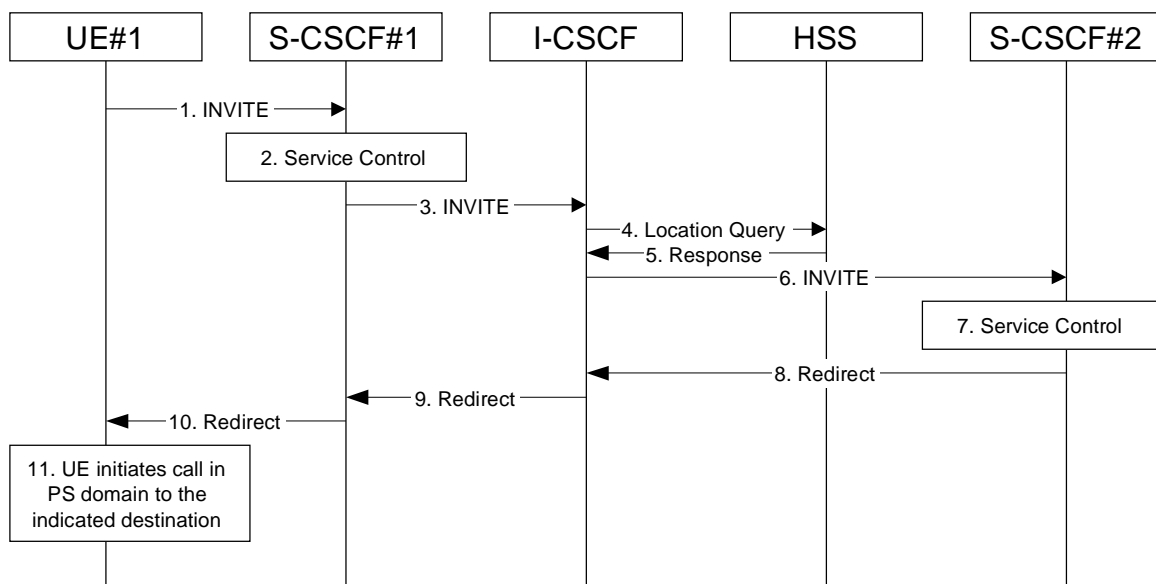 UE#1
S-CSCF#1
I-CSCF
HSS
S-CSCF#2
1. INVITE
2. Service Control
3. INVITE
4. Location Query
5. Response
6. INVITE
7. Service Control
8. Redirect
9. Redirect
10. Redirect
11. UE initiates call in
PS domain to the
indicated destination